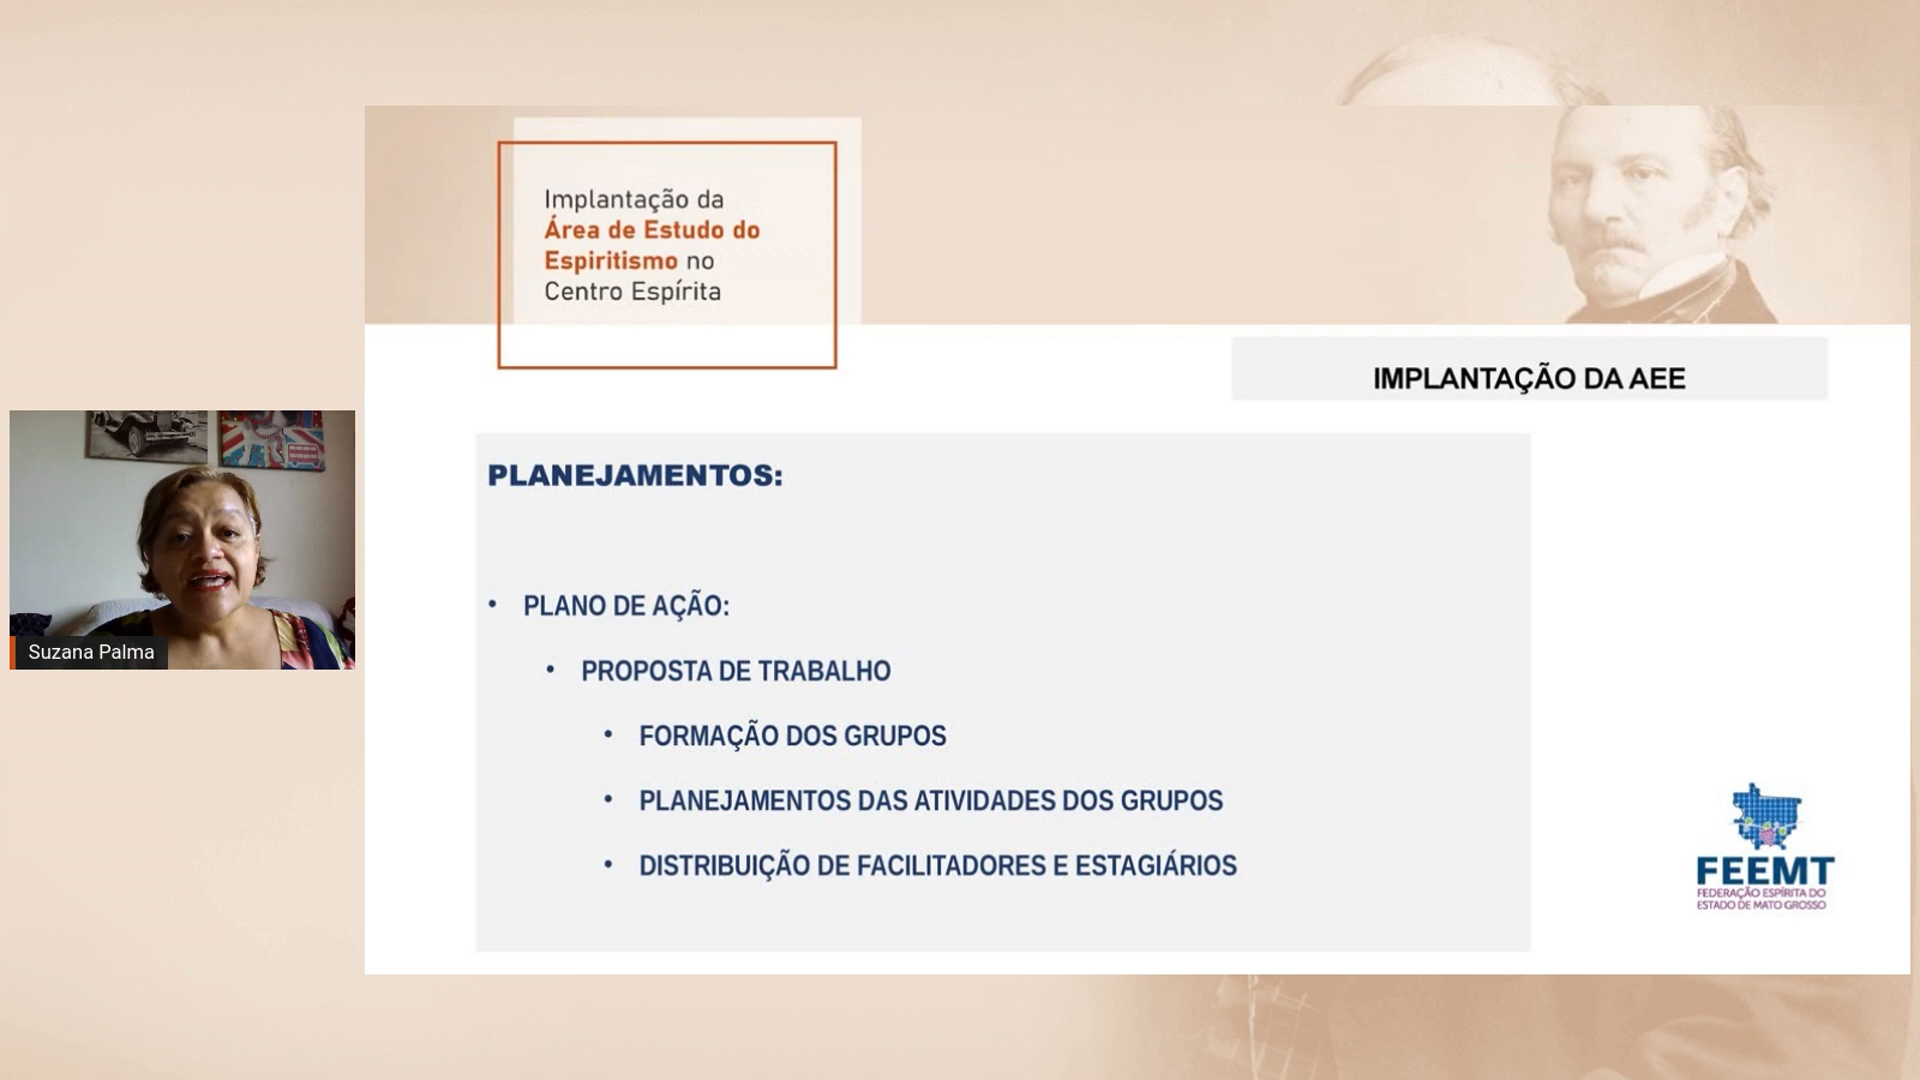 Implantação da
Área de Estudo do
Espiritismo no
Centro Espírita
IMPLANTAÇÃO DA AEE
PLANEJAMENTOS:
• PLANO DE AÇÃO:
• PROPOSTA DE TRABALHO
• FORMAÇÃO DOS GRUPOS
• PLANEJAMENTOS DAS ATIVIDADES DOS GRUPOS
• DISTRIBUIÇÃO DE FACILITADORES E ESTAGIÁRIOS
Suzana Palma
FEEMT
FEDERAÇÃO ESPÍRITA DO
ESTADO DE MATO GROSSO